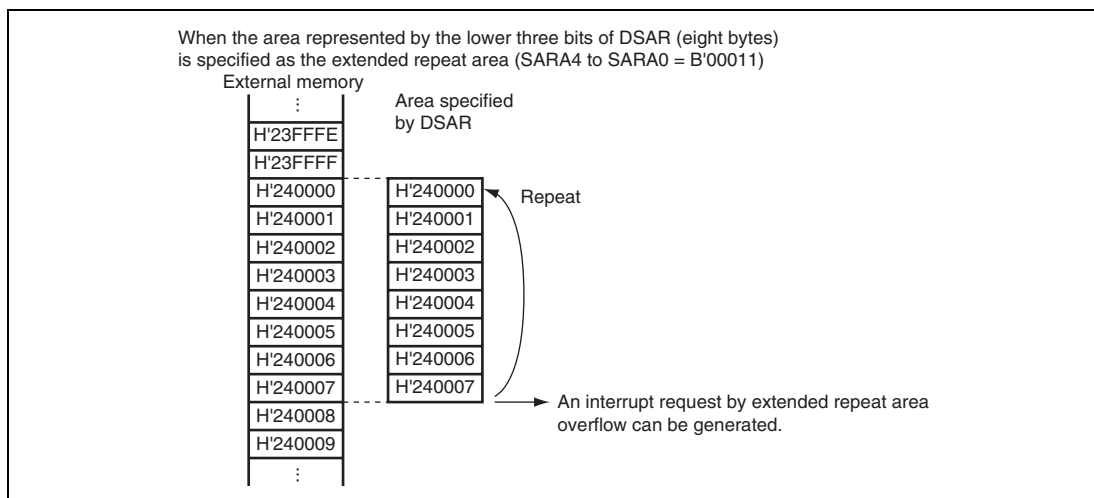 When the area represented by the lower three bits of DSAR (eight bytes)
is specified as the extended repeat area (SARA4 to SARA0 = B'00011)
External memory
Area specified
by DSAR
⋮
H'23FFFE
H'23FFFF
H'240000
H'240001
H'240002
H'240003
H'240004
H'240005
H'240006
H'240007
H'240008
H'240009
⋮
H'240000
H'240001
H'240002
H'240003
H'240004
H'240005
H'240006
H'240007
Repeat
An interrupt request by extended repeat area
overflow can be generated.